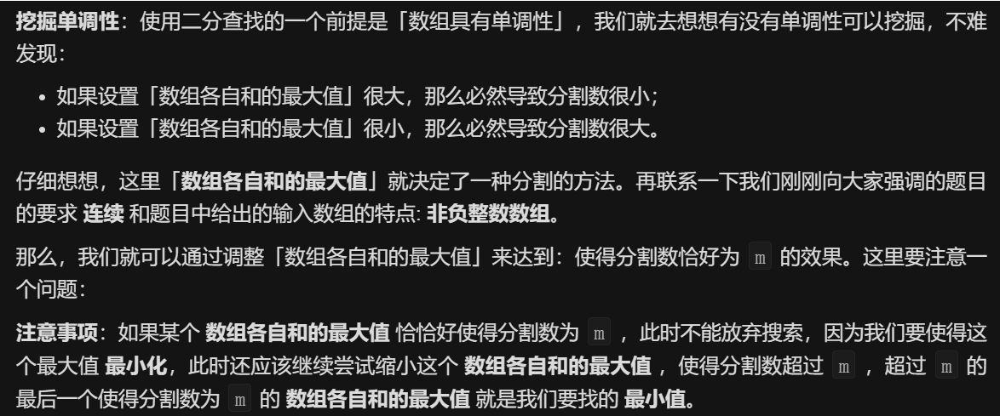 挖掘单调性：使用二分查找的一个前提是「数组具有单调性」，我们就去想想有没有单调性可以挖掘，不难
发现：
• 如果设置「数组各自和的最大值」很大，那么必然导致分割数很小；
• 如果设置「数组各自和的最大值」很小，那么必然导致分割数很大。
仔细想想，这里「数组各自和的最大值」就决定了一种分割的方法。再联系一下我们刚刚向大家强调的题目
的要求 连续 和题目中给出的输入数组的特点: 非负整数数组。
那么，我们就可以通过调整「数组各自和的最大值」来达到：使得分割数恰好为 m 的效果。这里要注意一
个问题：
注意事项：如果某个 数组各自和的最大值 恰恰好使得分割数为 m ，此时不能放弃搜索，因为我们要使得这
个最大值 最小化，此时还应该继续尝试缩小这个 数组各自和的最大值 ，使得分割数超过 m ，超过 m 的
最后一个使得分割数为 m 的 数组各自和的最大值 就是我们要找的 最小值。